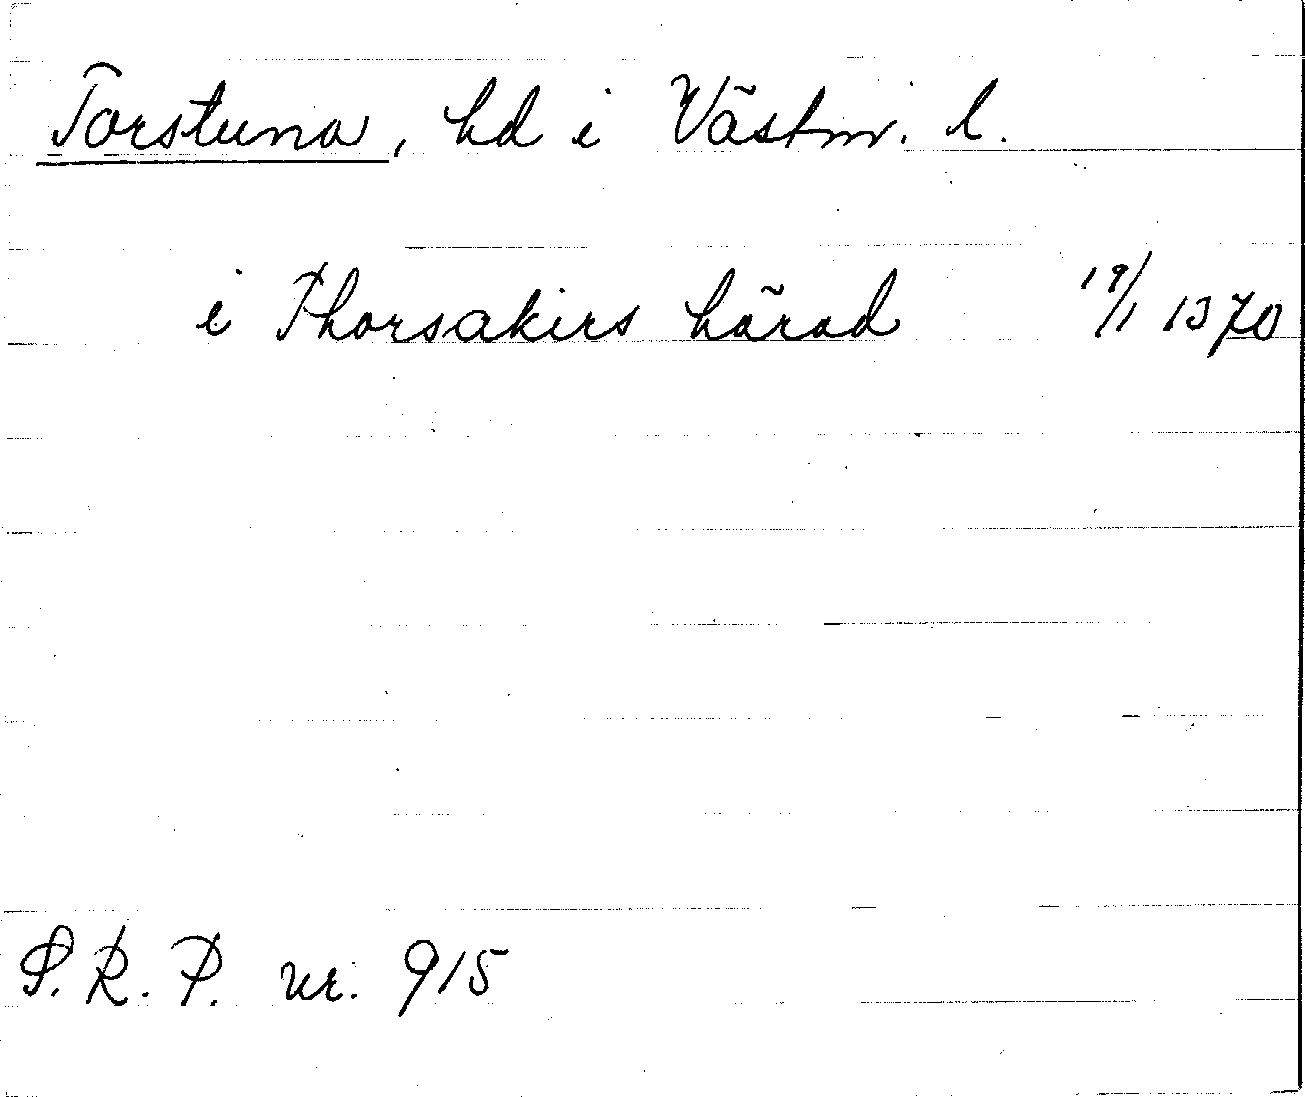 Torstuna, hd i Västm. l.
i Thorsakirs härad 19/1 1370
S. R. P. nr. 915